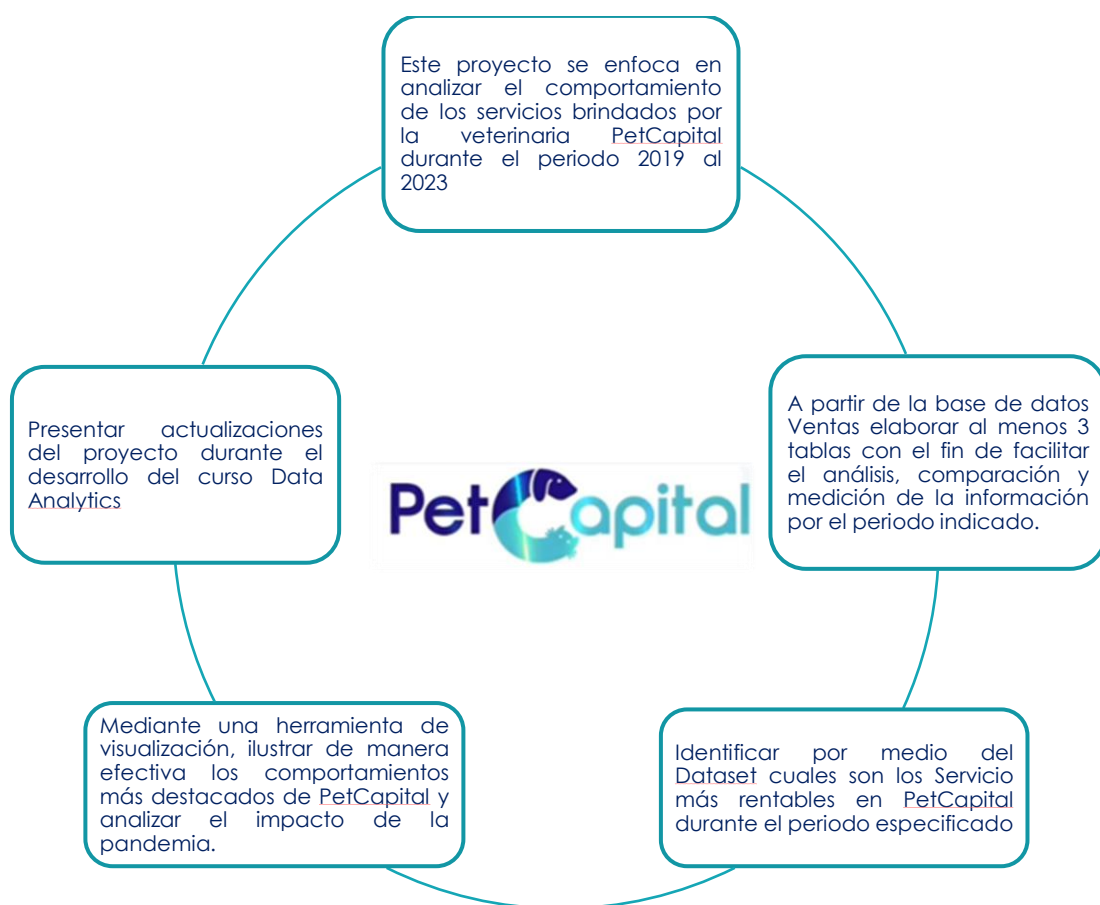 Este proyecto se enfoca en
analizar el comportamiento
de los servicios brindados por
la veterinaria PetCapital
durante el periodo 2019 al
2023
A partir de la base de datos
Ventas elaborar al menos 3
tablas con el fin de facilitar
el análisis, comparación y
medición de la información
por el periodo indicado.
Identificar por medio del
Dataset cuales son los Servicio
más rentables en PetCapital
durante el periodo especificado
Mediante una herramienta de
visualización, ilustrar de manera
efectiva los comportamientos
más destacados de PetCapital y
analizar el impacto de la
pandemia.
Presentar actualizaciones
del proyecto durante el
desarrollo del curso Data
Analytics
PetCapital